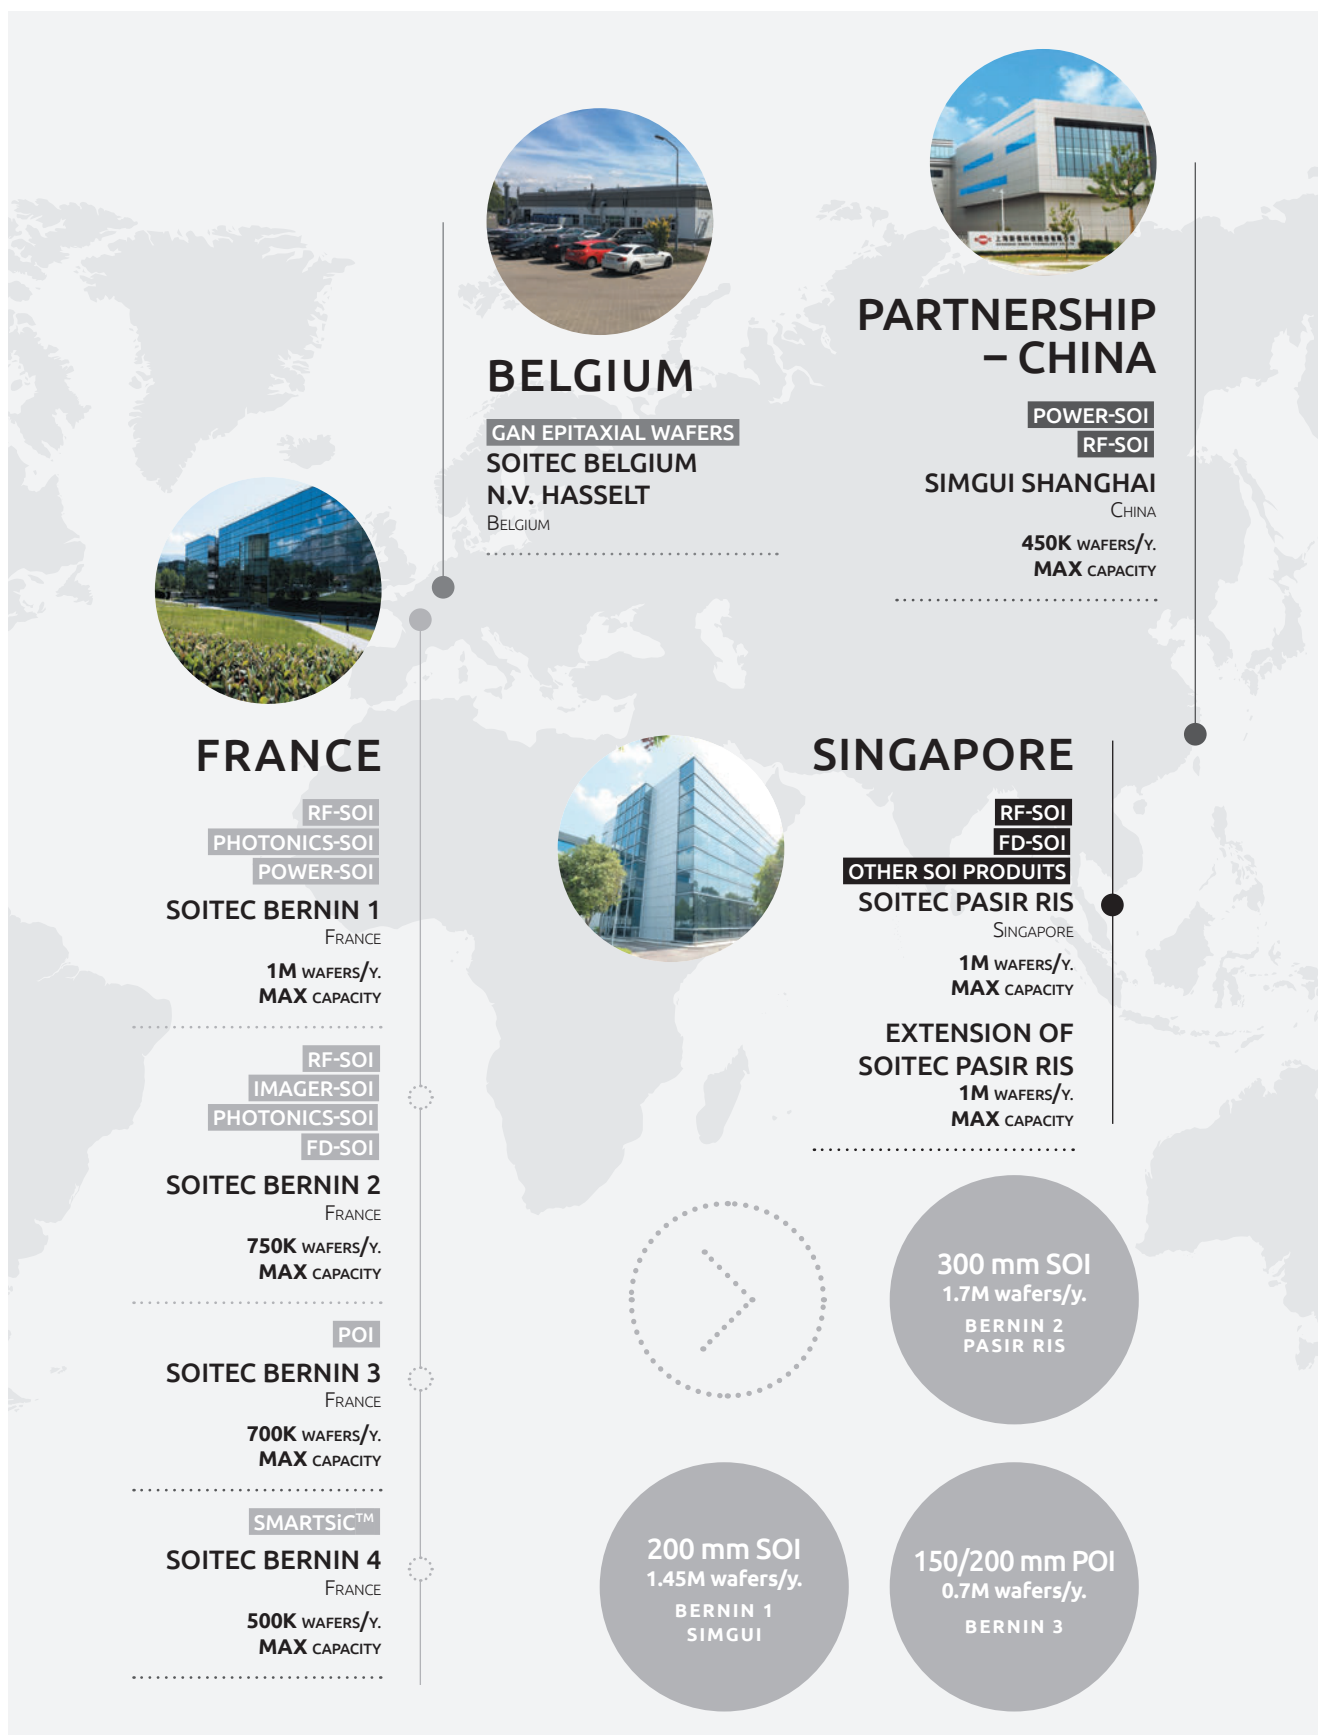 BELGIUM
GAN EPITAXIAL WAFERS
SOITEC BELGIUM
N.V. HASSELT
BELGIUM
PARTNERSHIP
– CHINA
POWER-SOI
RF-SOI
SIMGUI SHANGHAI
CHINA
450K WAFERS/Y.
MAX CAPACITY
FRANCE
RF-SOI
PHOTONICS-SOI
POWER-SOI
SOITEC BERNIN 1
FRANCE
1M WAFERS/Y.
MAX CAPACITY
RF-SOI
IMAGER-SOI
PHOTONICS-SOI
FD-SOI
SOITEC BERNIN 2
FRANCE
750K WAFERS/Y.
MAX CAPACITY
POI
SOITEC BERNIN 3
FRANCE
700K WAFERS/Y.
MAX CAPACITY
SMARTSiC™
SOITEC BERNIN 4
FRANCE
500K WAFERS/Y.
MAX CAPACITY
SINGAPORE
RF-SOI
FD-SOI
OTHER SOI PRODUITS
SOITEC PASIR RIS
SINGAPORE
1M WAFERS/Y.
MAX CAPACITY
EXTENSION OF
SOITEC PASIR RIS
1M WAFERS/Y.
MAX CAPACITY
300 mm SOI
1.7M wafers/y.
BERNIN 2
PASIR RIS
200 mm SOI
1.45M wafers/y.
BERNIN 1
SIMGUI
150/200 mm POI
0.7M wafers/y.
BERNIN 3